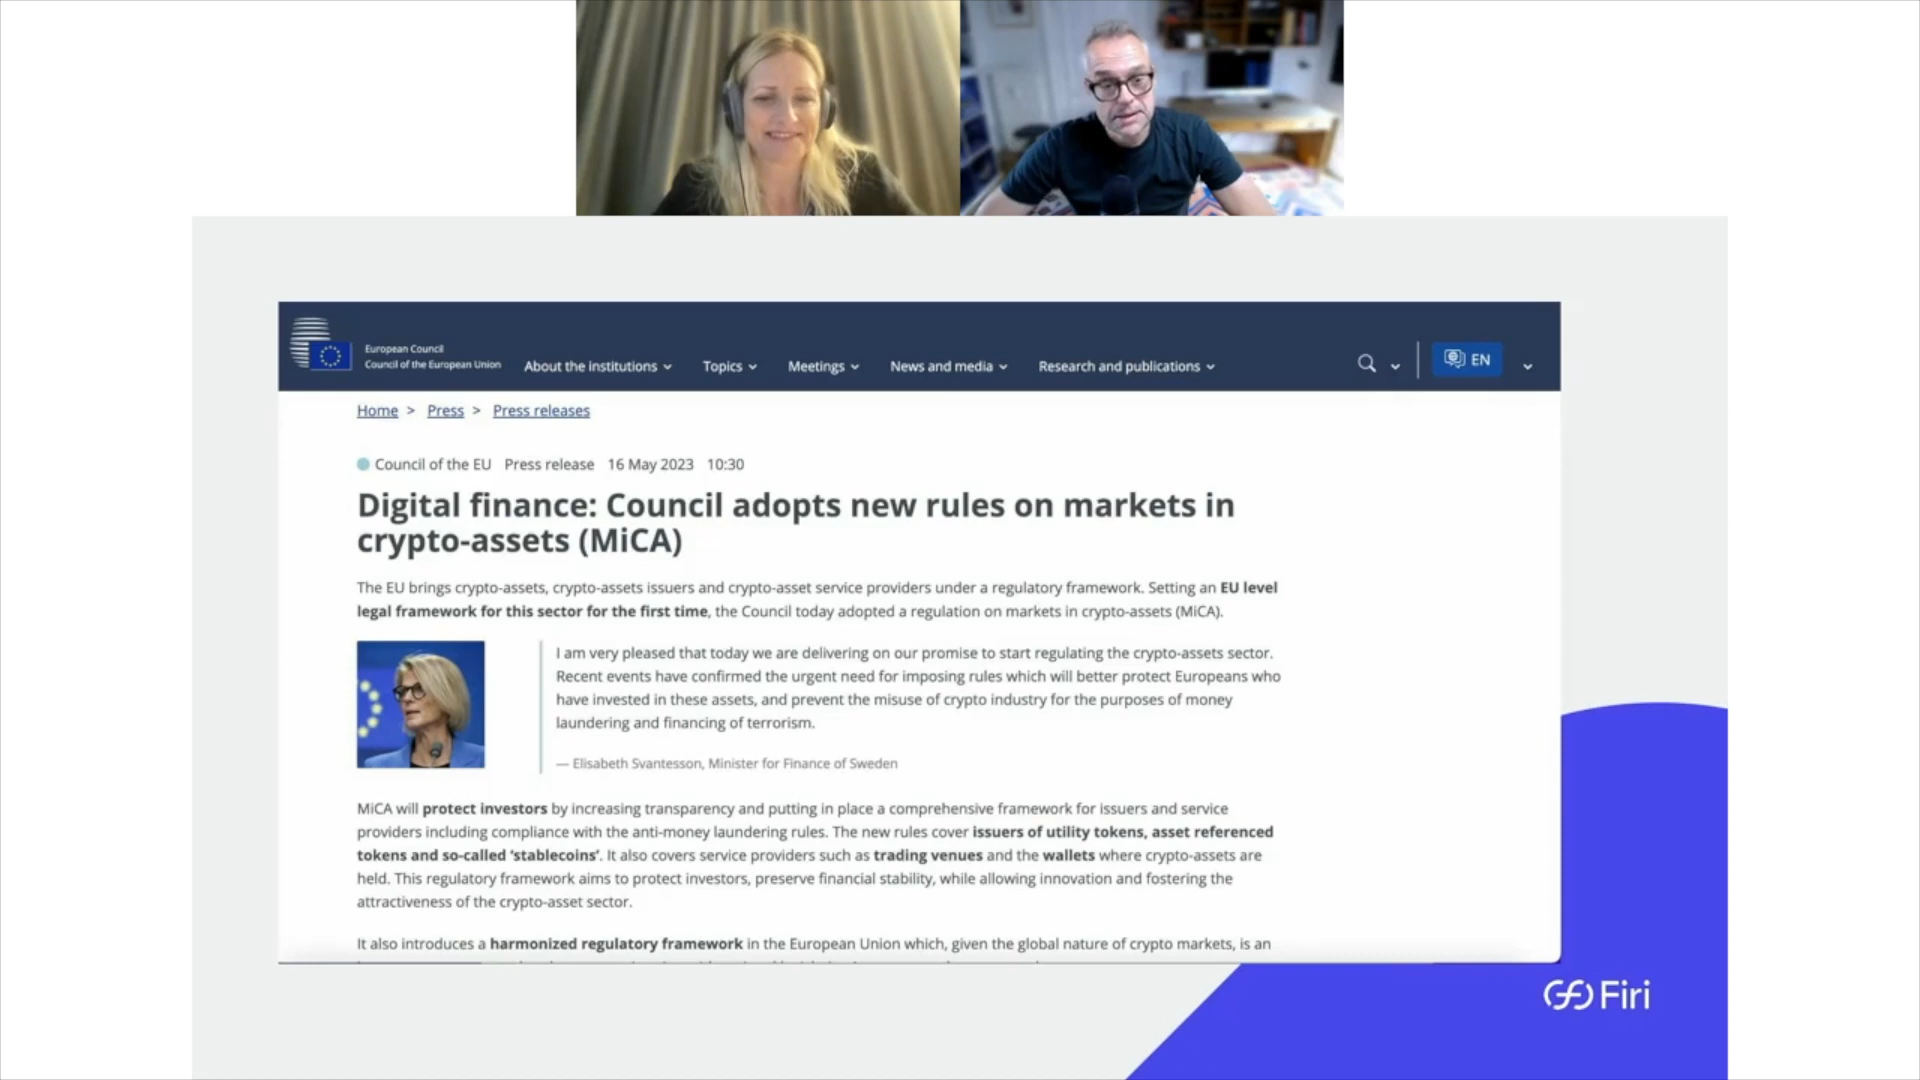 European Council
Council of the European Union
About the institutions
Topics
Meetings
News and media
Research and publications
EN
Home > Press > Press releases
Council of the EU Press release 16 May 2023 10:30
Digital finance: Council adopts new rules on markets in
crypto-assets (MiCA)
The EU brings crypto-assets, crypto-assets issuers and crypto-asset service providers under a regulatory framework. Setting an EU level
legal framework for this sector for the first time, the Council today adopted a regulation on markets in crypto-assets (MiCA).
I am very pleased that today we are delivering on our promise to start regulating the crypto-assets sector.
Recent events have confirmed the urgent need for imposing rules which will better protect Europeans who
have invested in these assets, and prevent the misuse of crypto industry for the purposes of money
laundering and financing of terrorism.
— Elisabeth Svantesson, Minister for Finance of Sweden
MiCA will protect investors by increasing transparency and putting in place a comprehensive framework for issuers and service
providers including compliance with the anti-money laundering rules. The new rules cover issuers of utility tokens, asset referenced
tokens and so-called ‘stablecoins’. It also covers service providers such as trading venues and the wallets where crypto-assets are
held. This regulatory framework aims to protect investors, preserve financial stability, while allowing innovation and fostering the
attractiveness of the crypto-asset sector.
It also introduces a harmonized regulatory framework in the European Union which, given the global nature of crypto markets, is an
Firi